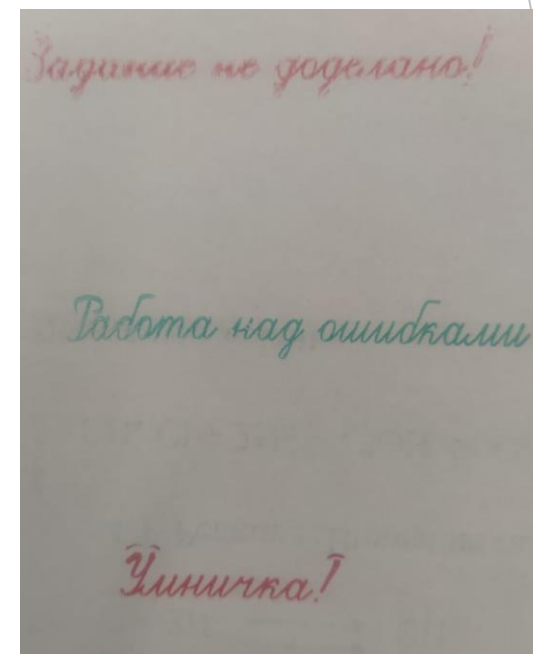 Задание не доделано!
Работа над ошибками
Умничка!